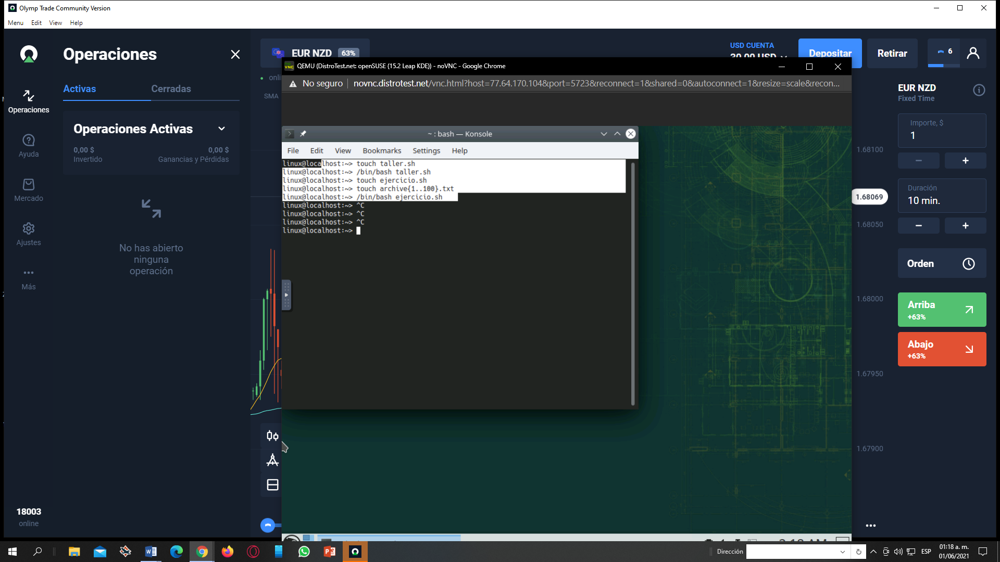 Olymp Trade Community Version
Menu Edit View Help
Operaciones
Activas Cerradas
Operaciones Activas
0,00 $ 0,00 $
Invertido Ganancias y Pérdidas
No has abierto
ninguna
operación
Operaciones
Ayuda
Mercado
Ajustes
Más
18003
online
EUR NZD 63%
SMA
USD CUENTA
30,00 USD
Depositar
Retirar
6
QEMU (DistroTest.net: openSUSE (15.2 Leap KDE)) - noVNC - Google Chrome
No seguro novnc.distrotest.net/vnc.html?host=77.64.170.104&port=5723&reconnect=1&shared=0&autoconnect=1&resize=scale&recon...
~ : bash — Konsole
File Edit View Bookmarks Settings Help
linux@localhost:~> touch taller.sh
linux@localhost:~> /bin/bash taller.sh
linux@localhost:~> touch ejercicio.sh
linux@localhost:~> touch archive{1..100}.txt
linux@localhost:~> /bin/bash ejercicio.sh
linux@localhost:~> ^C
linux@localhost:~> ^C
linux@localhost:~> ^C
linux@localhost:~>
1.68100
1.68069
1.68050
1.68000
1.67950
1.67900
EUR NZD
Fixed Time
Importe, $
1
Duración
10 min.
Orden
Arriba
+63%
Abajo
+63%
Dirección
ESP
01:18 a. m.
01/06/2021